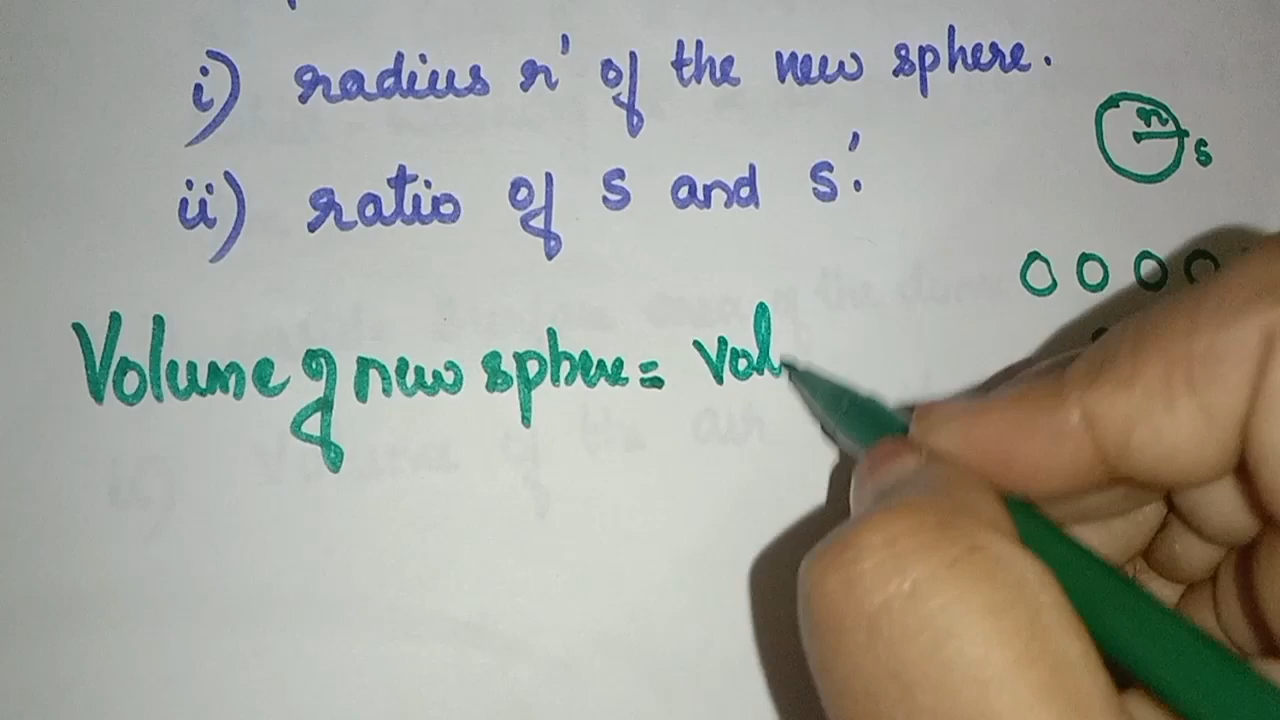 i) radius r' of the new sphere.
ii) ratio of S and S'.
r
S
Volume of new sphere = Vol